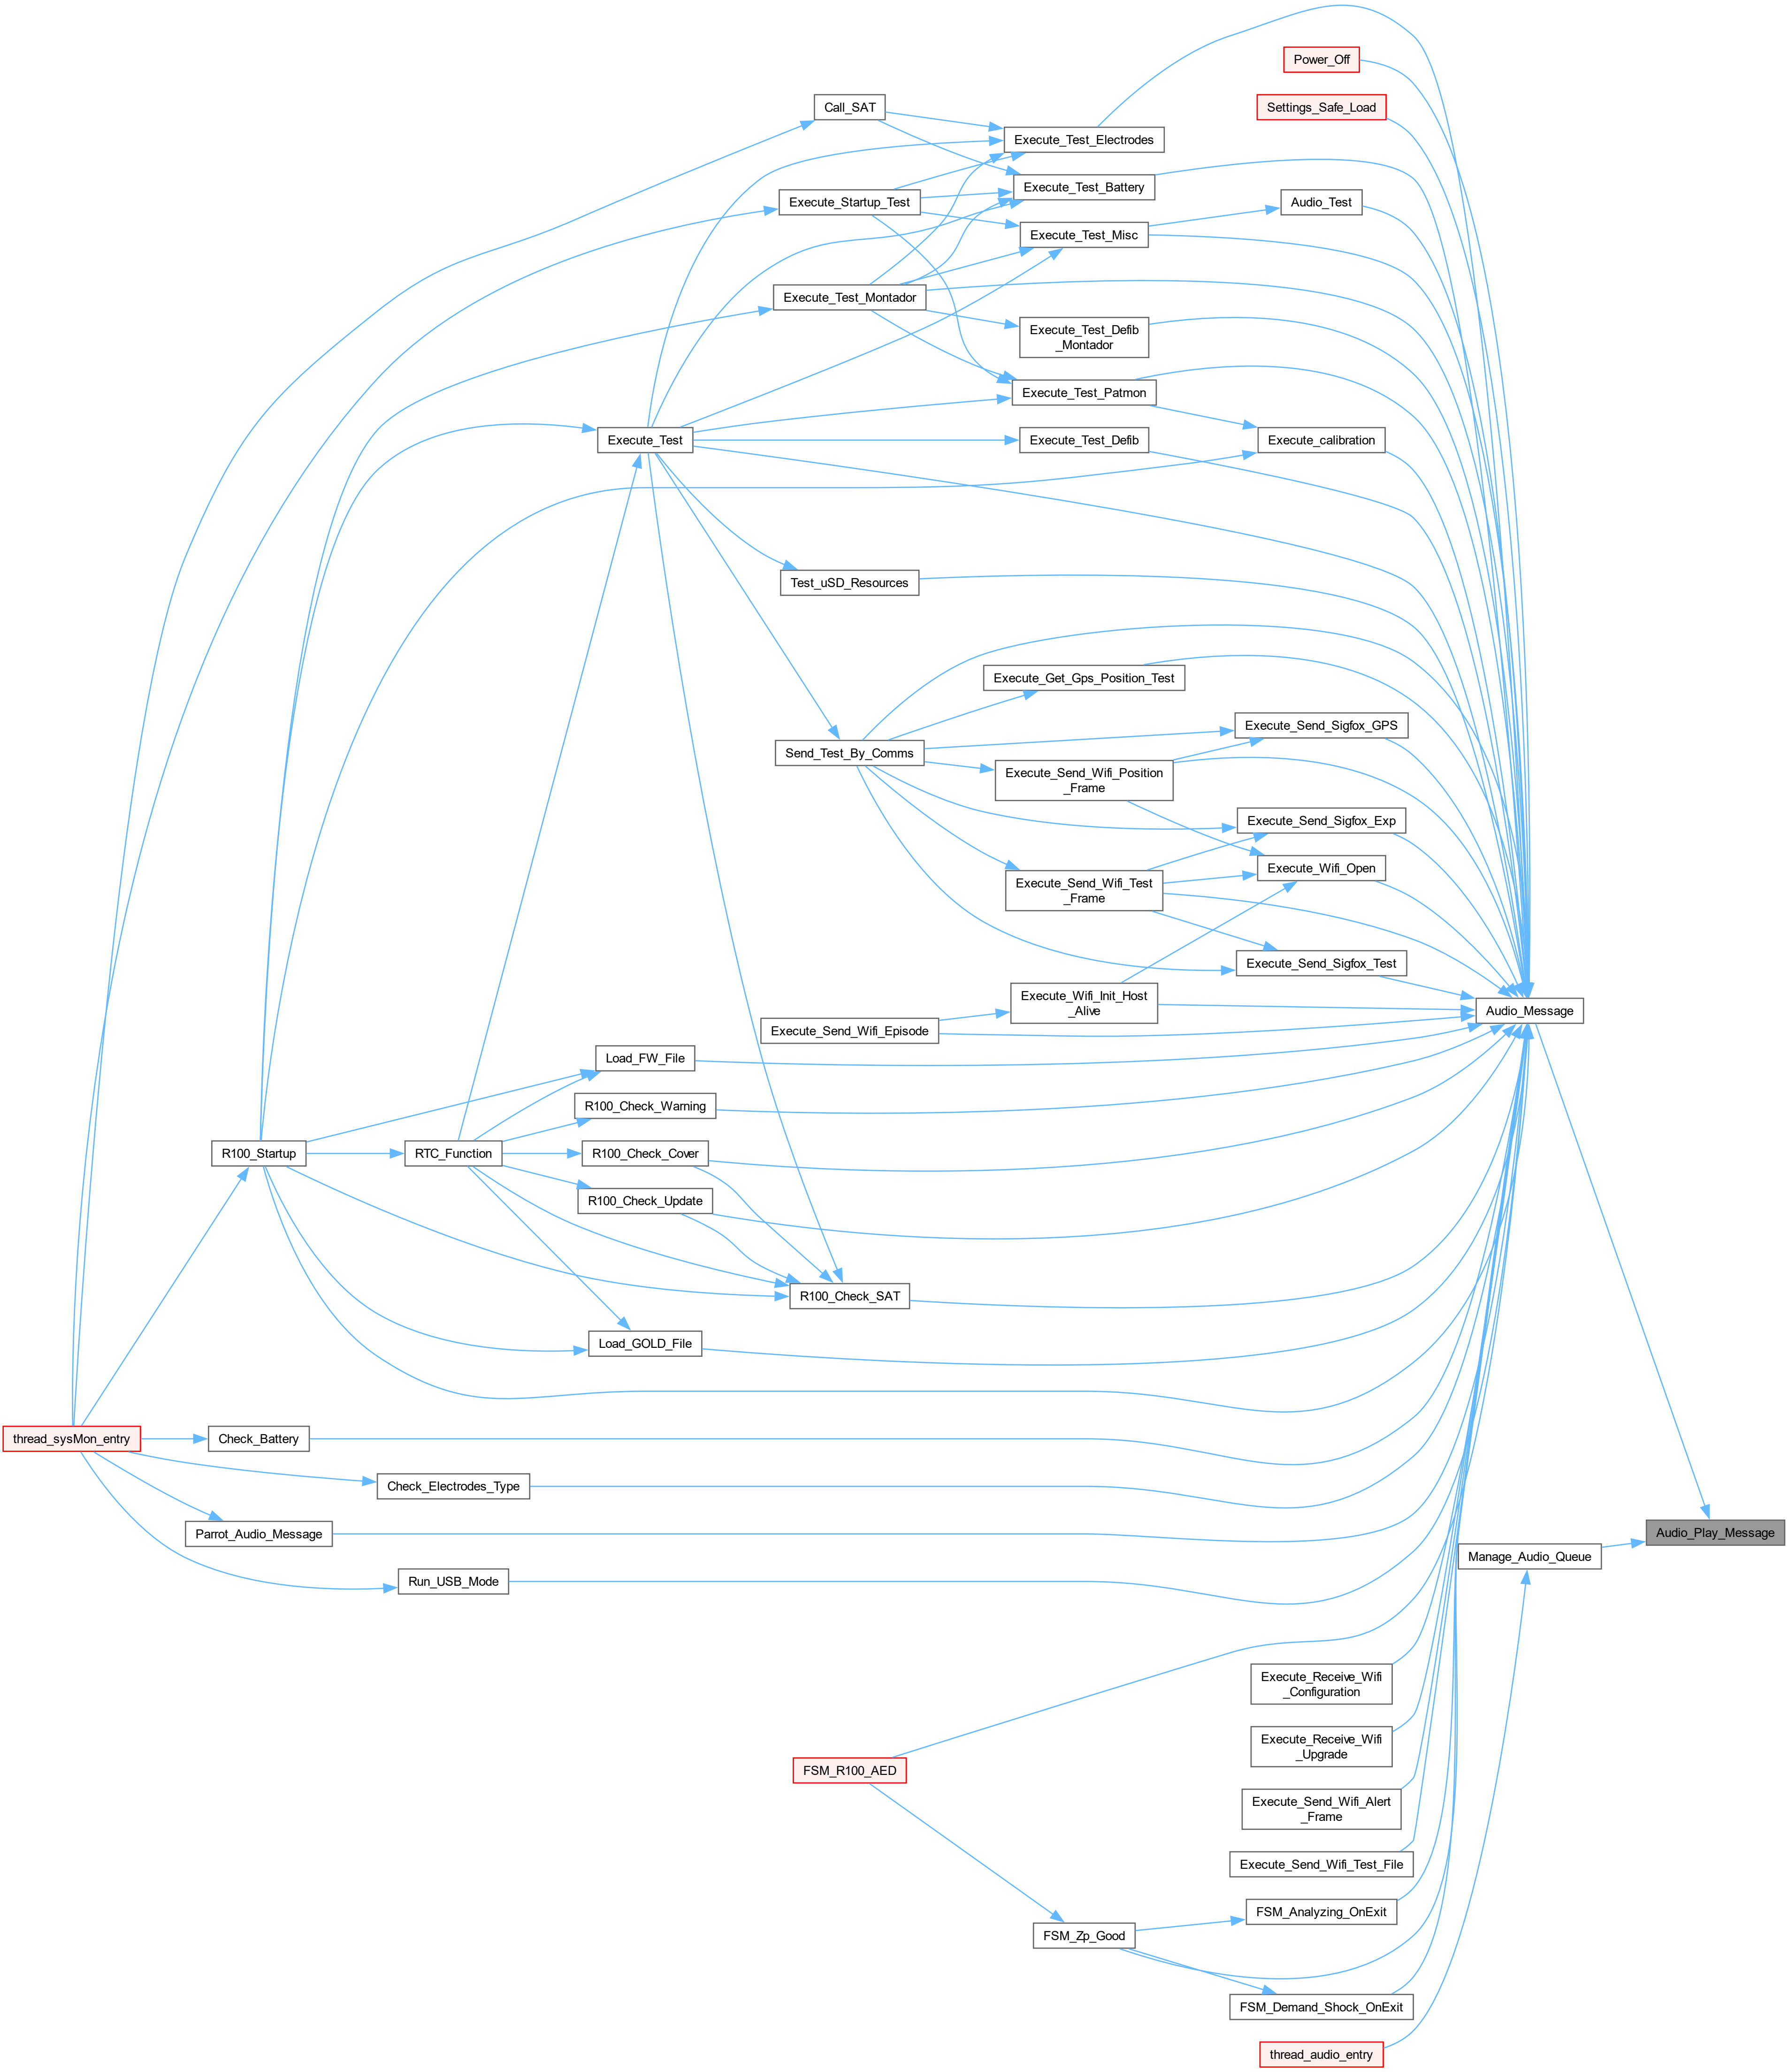 Power_Off
Call_SAT
Settings_Safe_Load
Execute_Test_Electrodes
Execute_Test_Battery
Execute_Startup_Test
Audio_Test
Execute_Test_Misc
Execute_Test_Montador
Execute_Test_Defib
_Montador
Execute_Test_Patmon
Execute_Test
Execute_Test_Defib
Execute_calibration
Test_uSD_Resources
Execute_Get_Gps_Position_Test
Execute_Send_Sigfox_GPS
Send_Test_By_Comms
Execute_Send_Wifi_Position
_Frame
Execute_Send_Sigfox_Exp
Execute_Wifi_Open
Execute_Send_Wifi_Test
_Frame
Execute_Send_Sigfox_Test
Execute_Wifi_Init_Host
_Alive
Audio_Message
Execute_Send_Wifi_Episode
Load_FW_File
R100_Check_Warning
R100_Startup
RTC_Function
R100_Check_Cover
R100_Check_Update
R100_Check_SAT
Load_GOLD_File
thread_sysMon_entry
Check_Battery
Check_Electrodes_Type
Parrot_Audio_Message
Audio_Play_Message
Manage_Audio_Queue
Run_USB_Mode
Execute_Receive_Wifi
_Configuration
Execute_Receive_Wifi
_Upgrade
FSM_R100_AED
Execute_Send_Wifi_Alert
_Frame
Execute_Send_Wifi_Test_File
FSM_Analyzing_OnExit
FSM_Zp_Good
FSM_Demand_Shock_OnExit
thread_audio_entry